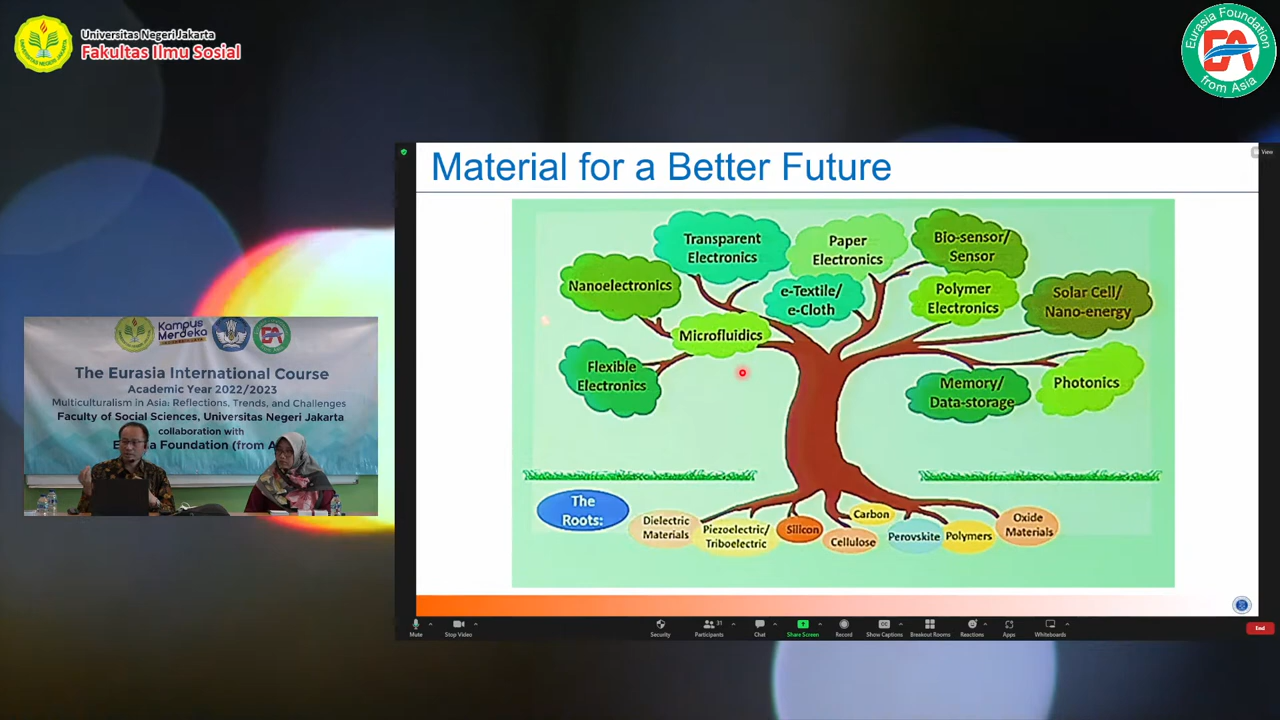 Universitas Negeri Jakarta
Fakultas Ilmu Sosial
Eurasia Foundation
EA
from Asia
View
Material for a Better Future
Transparent
Electronics
Paper
Electronics
Bio-sensor/
Sensor
Nanoelectronics
e-Textile/
e-Cloth
Polymer
Electronics
Solar Cell/
Nano-energy
Microfluidics
Flexible
Electronics
Memory/
Data-storage
Photonics
The
Roots:
Dielectric
Materials
Piezoelectric/
Triboelectric
Silicon
Cellulose
Carbon
Perovskite
Polymers
Oxide
Materials
Mute
Stop Video
Security
Participants
31
Chat
Share Screen
Record
Show Captions
Breakout Rooms
Reactions
Apps
Whiteboards
End
Kampus
Merdeka
The Eurasia International Course
Academic Year 2022/2023
Multiculturalism in Asia: Reflections, Trends, and Challenges
Faculty of Social Sciences, Universitas Negeri Jakarta
collaboration with
Foundation (from